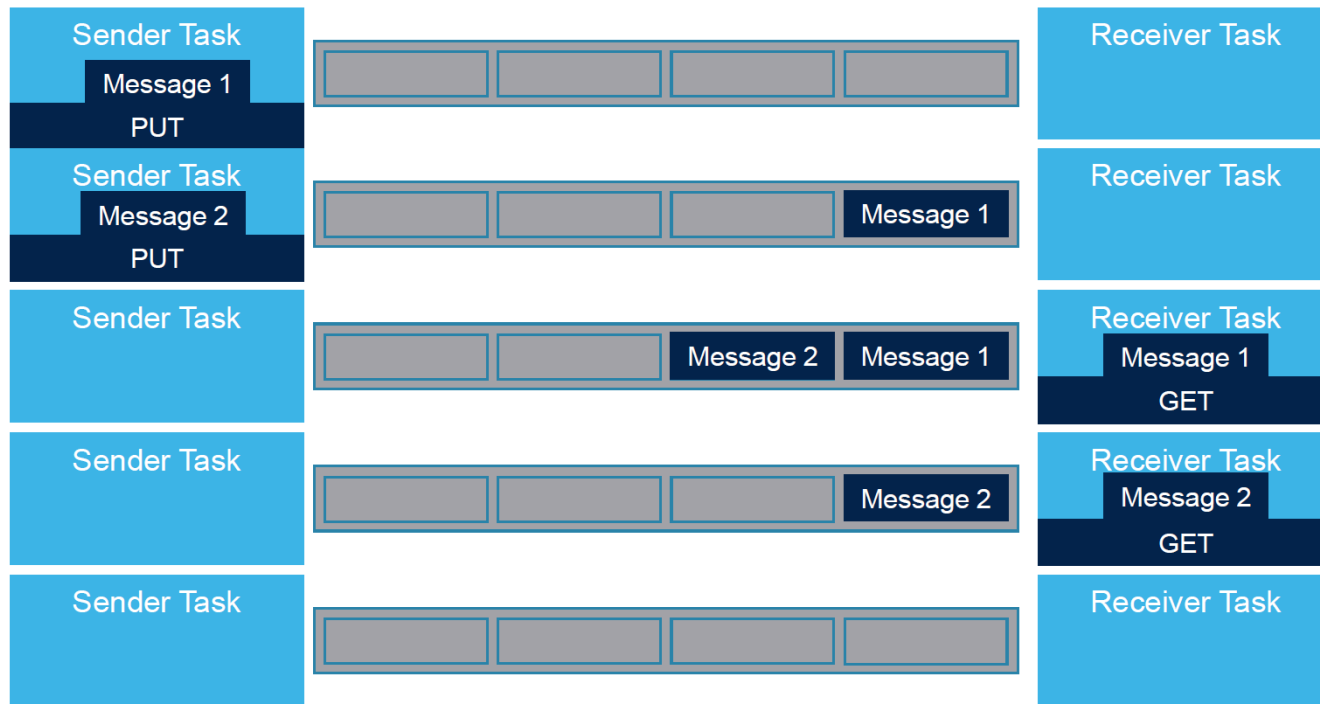 Sender Task
Message 1
PUT
Receiver Task
Sender Task
Message 2
PUT
Message 1
Receiver Task
Sender Task
Message 2 Message 1
Receiver Task
Message 1
GET
Sender Task
Message 2
Receiver Task
Message 2
GET
Sender Task
Receiver Task